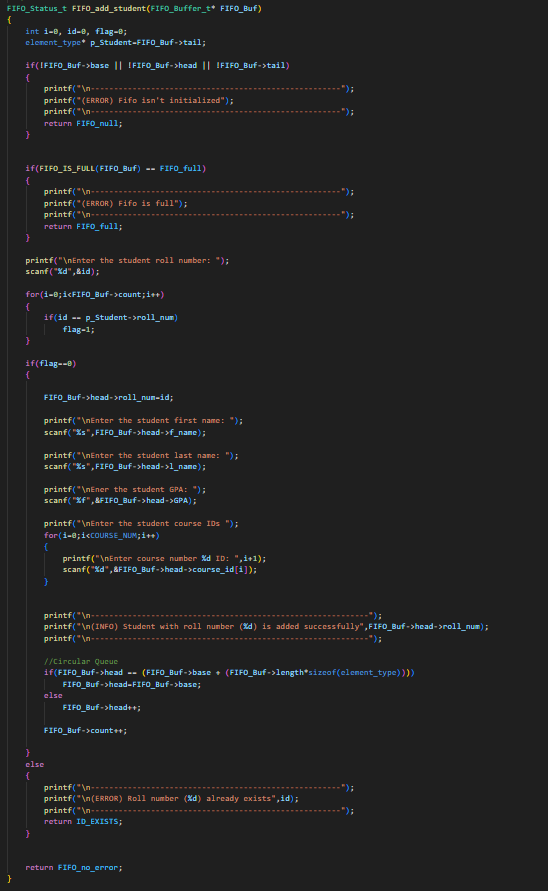 FIFO_Status_t FIFO_add_student(FIFO_Buffer_t* FIFO_Buf)
{
    int i=0, id=0, flag=0;
    element_type* p_Student=FIFO_Buf->tail;
    if(!FIFO_Buf->base || !FIFO_Buf->head || !FIFO_Buf->tail)
    {
        printf("\n------------------------------------------------------");
        printf("(ERROR) Fifo isn't initialized");
        printf("\n------------------------------------------------------");
        return FIFO_null;
    }
    if(FIFO_IS_FULL(FIFO_Buf) == FIFO_full)
    {
        printf("\n------------------------------------------------------");
        printf("(ERROR) Fifo is full");
        printf("\n------------------------------------------------------");
        return FIFO_full;
    }
    printf("\nEnter the student roll number: ");
    scanf("%d",&id);
    for(i=0;i<FIFO_Buf->count;i++)
    {
        if(id == p_Student->roll_num)
            flag=1;
    }
    if(flag==0)
    {
        FIFO_Buf->head->roll_num=id;
        printf("\nEnter the student first name: ");
        scanf("%s",FIFO_Buf->head->f_name);
        printf("\nEnter the student last name: ");
        scanf("%s",FIFO_Buf->head->l_name);
        printf("\nEner the student GPA: ");
        scanf("%f",&FIFO_Buf->head->GPA);
        printf("\nEnter the student course IDs ");
        for(i=0;i<COURSE_NUM;i++)
        {
            printf("\nEnter course number %d ID: ",i+1);
            scanf("%d",&FIFO_Buf->head->course_id[i]);
        }
        printf("\n------------------------------------------------------------");
        printf("\n(INFO) Student with roll number (%d) is added successfully",FIFO_Buf->head->roll_num);
        printf("\n------------------------------------------------------------");
        //Circular Queue
        if(FIFO_Buf->head == (FIFO_Buf->base + (FIFO_Buf->length*sizeof(element_type))))
            FIFO_Buf->head=FIFO_Buf->base;
        else
            FIFO_Buf->head++;
        FIFO_Buf->count++;
    }
    else
    {
        printf("\n------------------------------------------------------");
        printf("\n(ERROR) Roll number (%d) already exists",id);
        printf("\n------------------------------------------------------");
        return ID_EXISTS;
    }
    return FIFO_no_error;
}